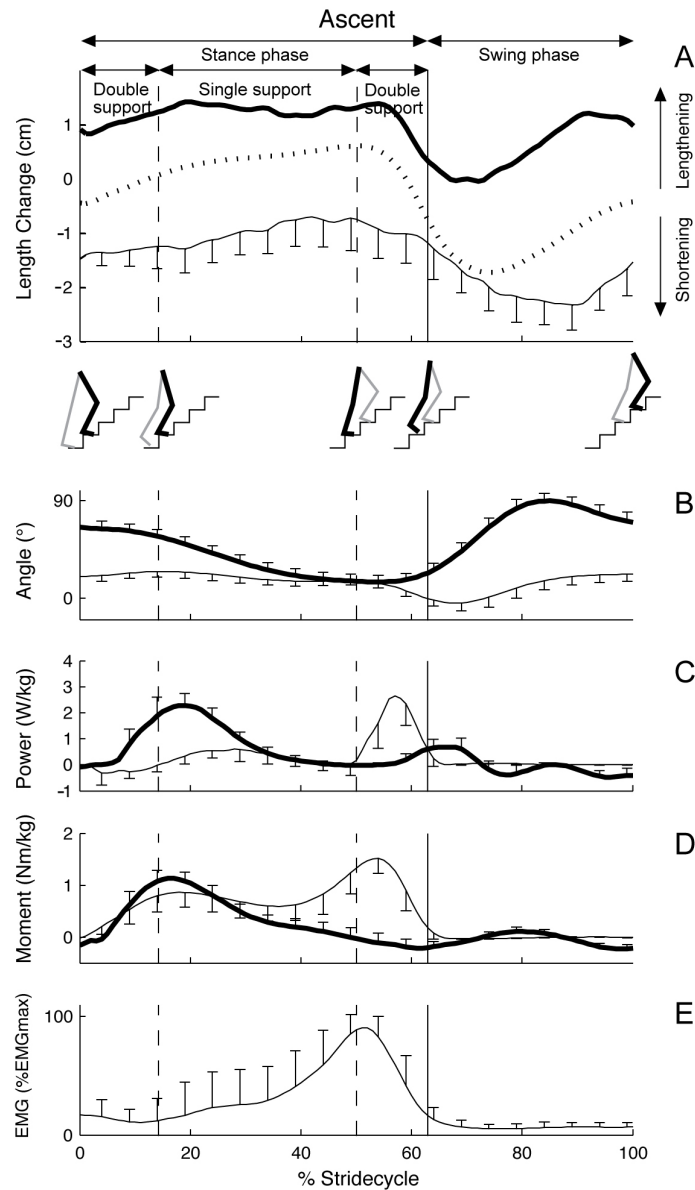 Ascent
Stance phase
Swing phase
A
Double
support
Single support
Double
support
Length Change (cm)
1
0
-1
-2
-3
Lengthening
Shortening
B
Angle (°)
90
0
C
Power (W/kg)
4
3
2
1
0
-1
D
Moment (Nm/kg)
2
1
0
E
EMG (%EMGmax)
100
0
0
20
40
60
80
100
% Stridecycle